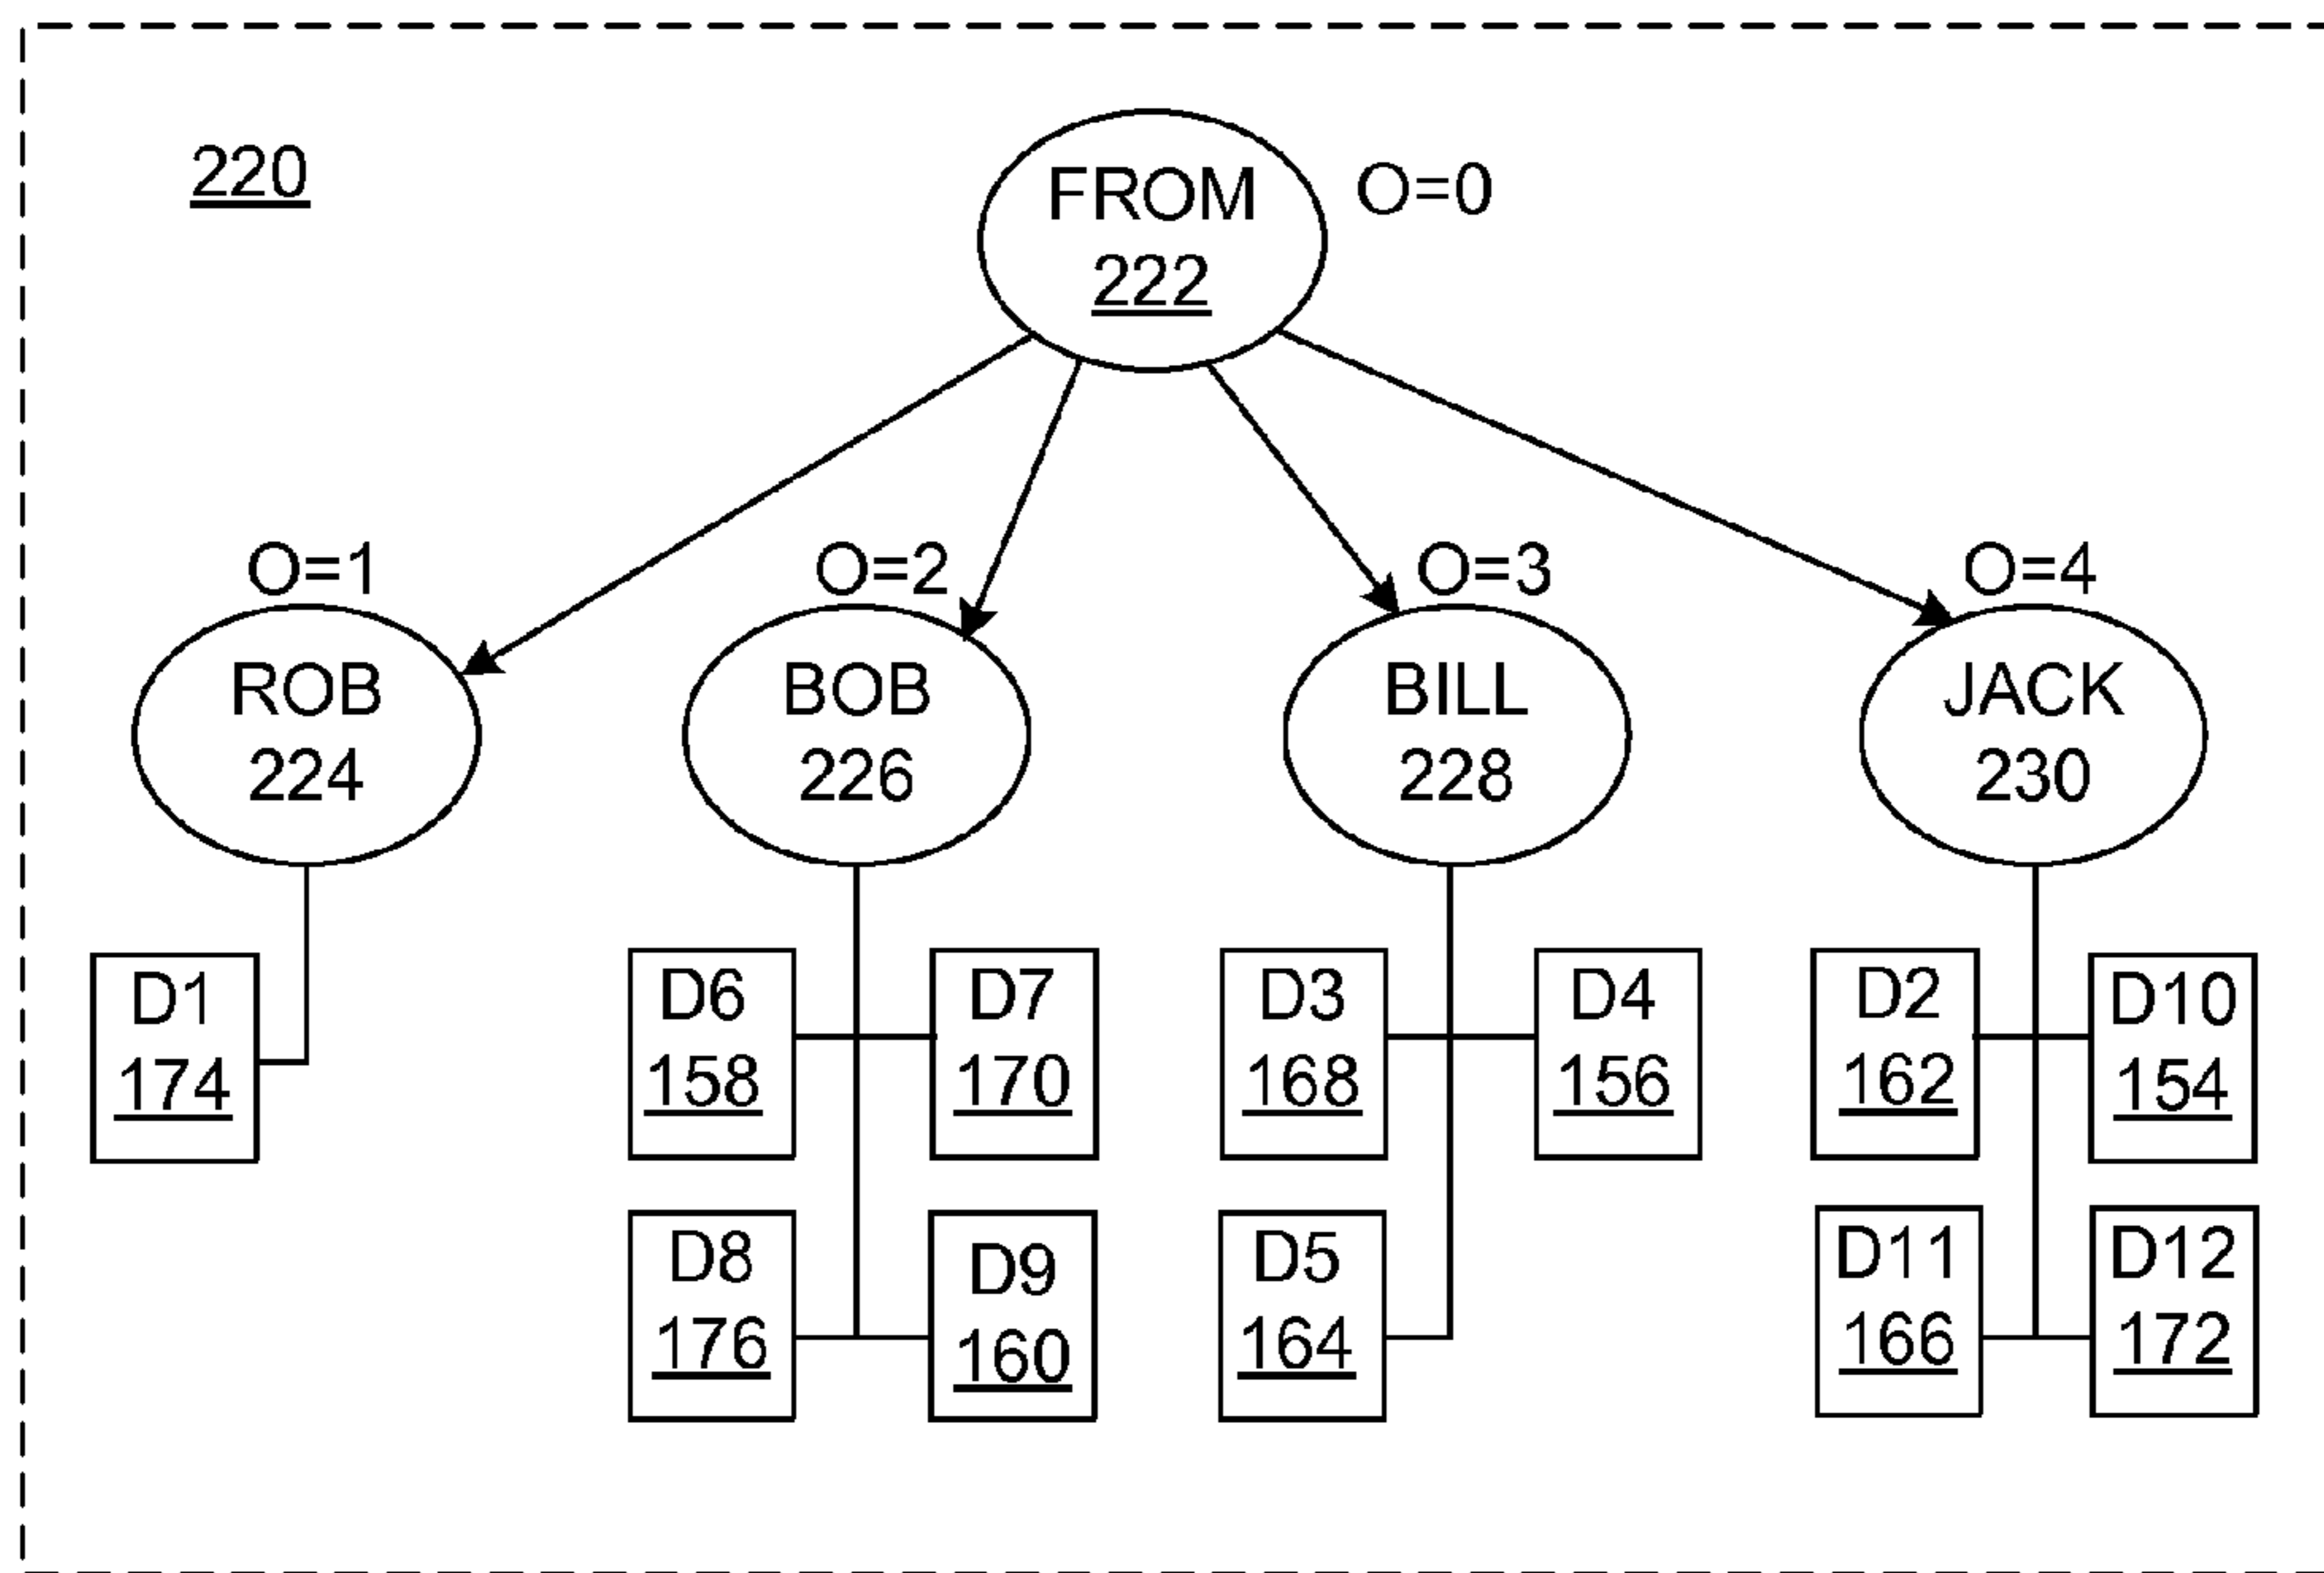 220
FROM
222
O=0
O=1
O=2
O=3
O=4
ROB
224
BOB
226
BILL
228
JACK
230
D1
174
D6
158
D7
170
D3
168
D4
156
D2
162
D10
154
D8
176
D9
160
D5
164
D11
166
D12
172